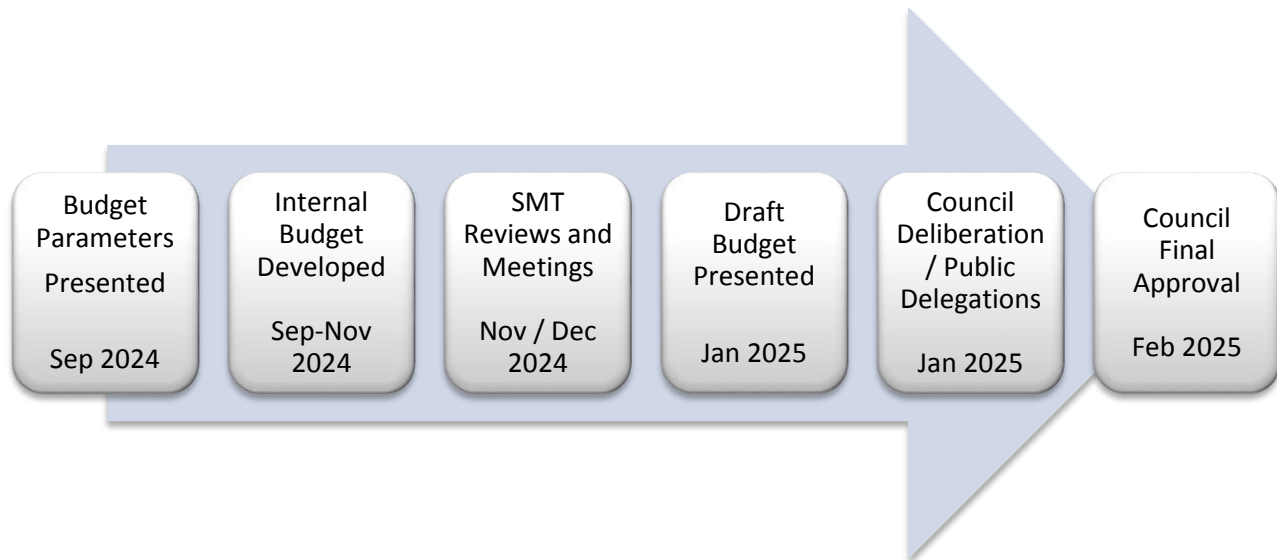 Budget
Parameters
Presented
Sep 2024
Internal
Budget
Developed
Sep-Nov
2024
SMT
Reviews and
Meetings
Nov / Dec
2024
Draft
Budget
Presented
Jan 2025
Council
Deliberation
/ Public
Delegations
Jan 2025
Council
Final
Approval
Feb 2025